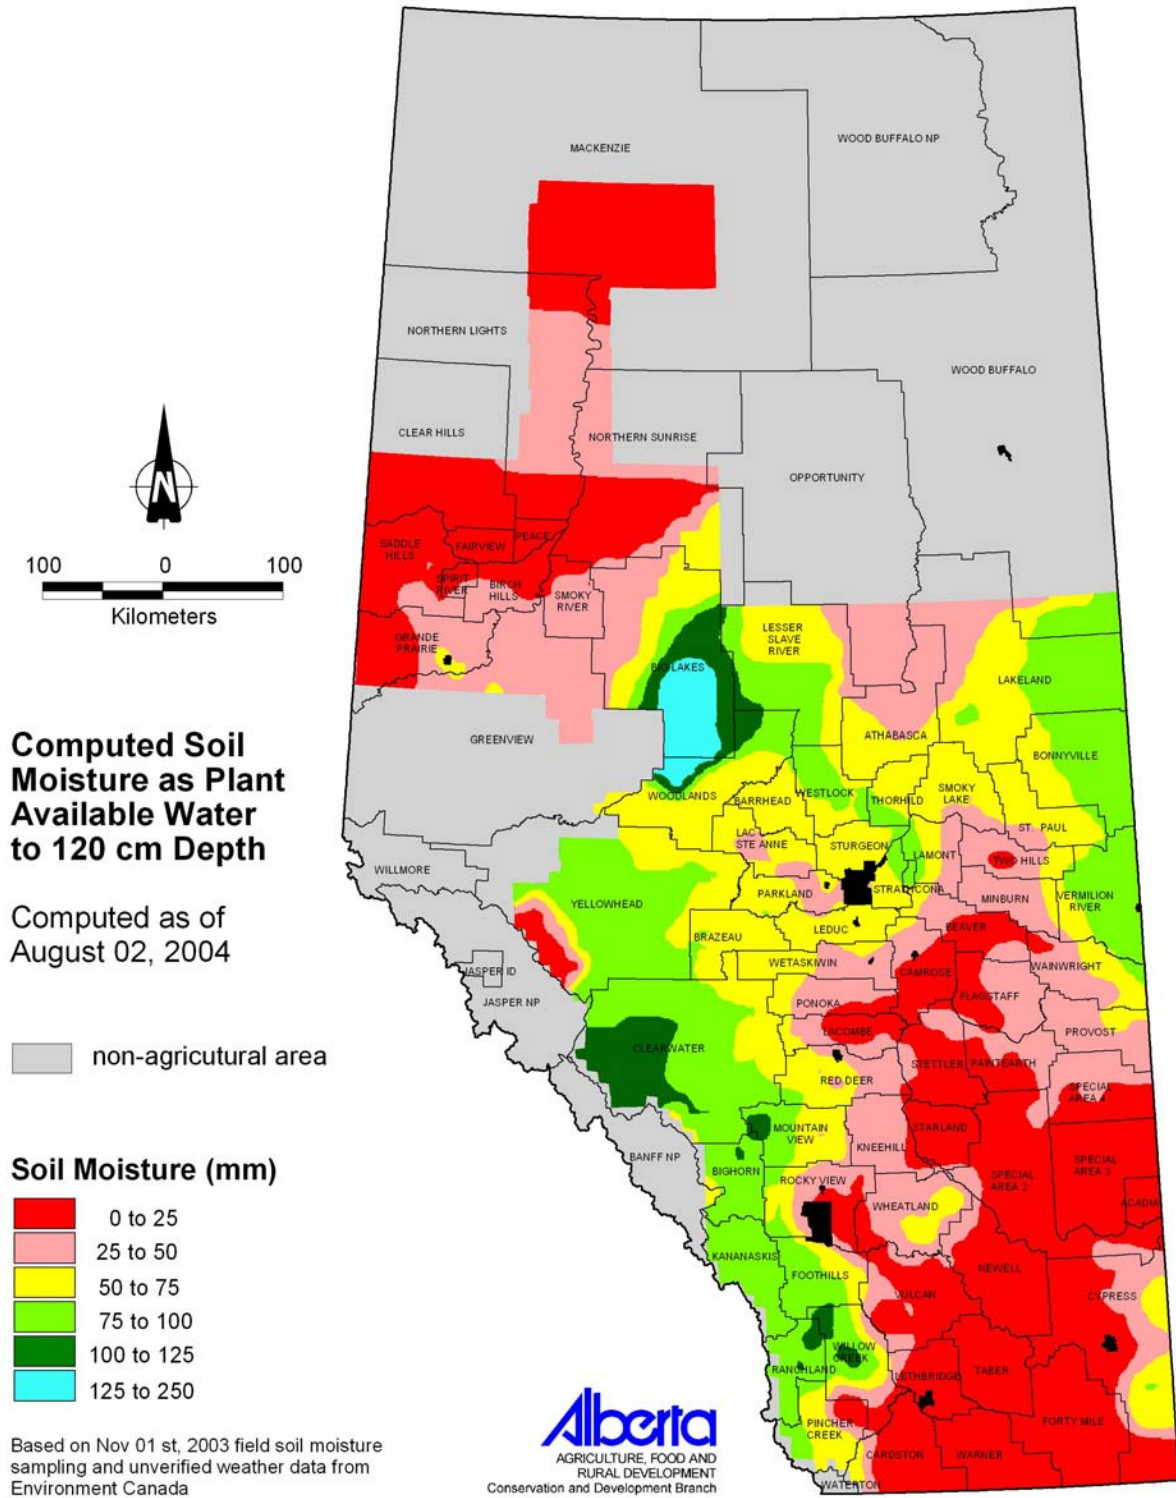 MACKENZIE
WOOD BUFFALO NP
NORTHERN LIGHTS
WOOD BUFFALO
CLEAR HILLS
NORTHERN SUNRISE
OPPORTUNITY
N
SADDLE
HILLS
FAIRVIEW
PEACE
SPIRIT
RIVER
BIRCH
HILLS
SMOKY
RIVER
100 0 100
Kilometers
GRANDE
PRAIRIE
LESSER
SLAVE
RIVER
BIG LAKES
LAKELAND
GREENVIEW
ATHABASCA
BONNYVILLE
Computed Soil
Moisture as Plant
Available Water
to 120 cm Depth
WOODLANDS
BARRHEAD
WESTLOCK
THORHILD
SMOKY
LAKE
ST. PAUL
LAC
STE ANNE
STURGEON
LAMONT
TWO HILLS
WILLMORE
YELLOWHEAD
PARKLAND
STRATHCONA
MINBURN
VERMILION
RIVER
Computed as of
August 02, 2004
BRAZEAU
LEDUC
BEAVER
JASPER ID
WETASKIWIN
CAMROSE
WAINWRIGHT
JASPER NP
PONOKA
FLAGSTAFF
LACOMBE
PROVOST
non-agricutural area
CLEARWATER
STETTLER
PAINTEARTH
RED DEER
SPECIAL
AREA 4
MOUNTAIN
VIEW
STARLAND
KNEEHILL
BANFF NP
BIGHORN
SPECIAL
AREA 2
SPECIAL
AREA 3
ROCKY VIEW
WHEATLAND
ACADIA
Soil Moisture (mm)
0 to 25
25 to 50
50 to 75
75 to 100
100 to 125
125 to 250
KANANASKIS
FOOTHILLS
NEWELL
VULCAN
CYPRESS
WILLOW
CREEK
RANCHLAND
LETHBRIDGE
TABER
PINCHER
CREEK
FORTY MILE
CARDSTON
WARNER
WATERTON
Based on Nov 01 st, 2003 field soil moisture
sampling and unverified weather data from
Environment Canada
Alberta
AGRICULTURE, FOOD AND
RURAL DEVELOPMENT
Conservation and Development Branch